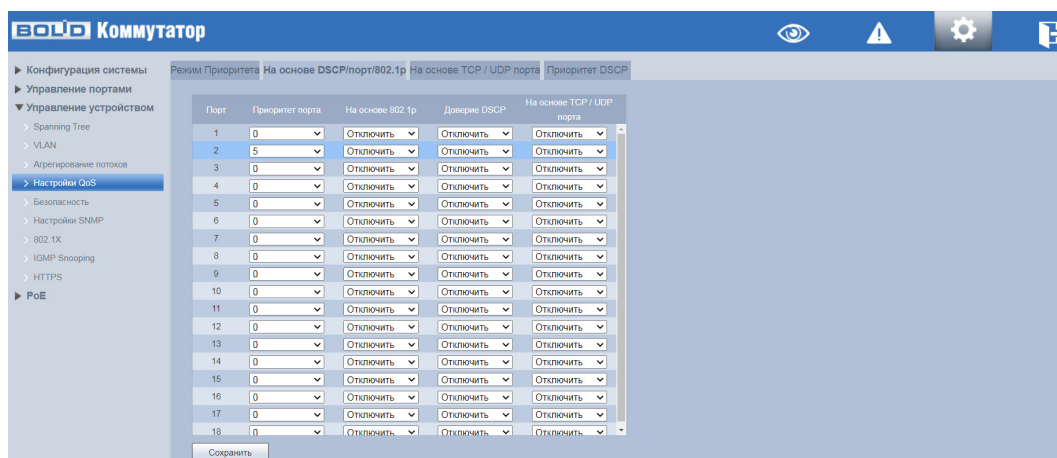 BOLID Коммутатор
Конфигурация системы
Управление портами
Управление устройством
Spanning Tree
VLAN
Агрегирование потоков
Настройки QoS
Безопасность
Настройки SNMP
802.1X
IGMP Snooping
HTTPS
PoE
Режим Приоритета На основе DSCP/порт/802.1p На основе TCP / UDP порта Приоритет DSCP
Порт Приоритет порта На основе 802.1p Доверие DSCP На основе TCP / UDP порта
1 0 Отключить Отключить Отключить
2 5 Отключить Отключить Отключить
3 0 Отключить Отключить Отключить
4 0 Отключить Отключить Отключить
5 0 Отключить Отключить Отключить
6 0 Отключить Отключить Отключить
7 0 Отключить Отключить Отключить
8 0 Отключить Отключить Отключить
9 0 Отключить Отключить Отключить
10 0 Отключить Отключить Отключить
11 0 Отключить Отключить Отключить
12 0 Отключить Отключить Отключить
13 0 Отключить Отключить Отключить
14 0 Отключить Отключить Отключить
15 0 Отключить Отключить Отключить
16 0 Отключить Отключить Отключить
17 0 Отключить Отключить Отключить
18 0 Отключить Отключить Отключить
Сохранить